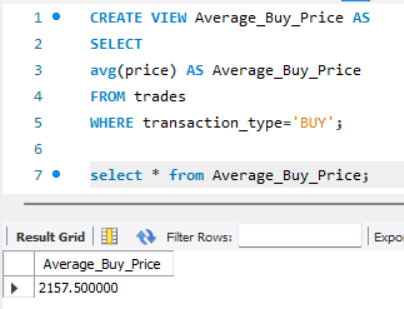 1 CREATE VIEW Average_Buy_Price AS
2 SELECT
3 avg(price) AS Average_Buy_Price
4 FROM trades
5 WHERE transaction_type='BUY';
6
7 select * from Average_Buy_Price;
Result Grid Filter Rows: Expo
Average_Buy_Price
2157.500000